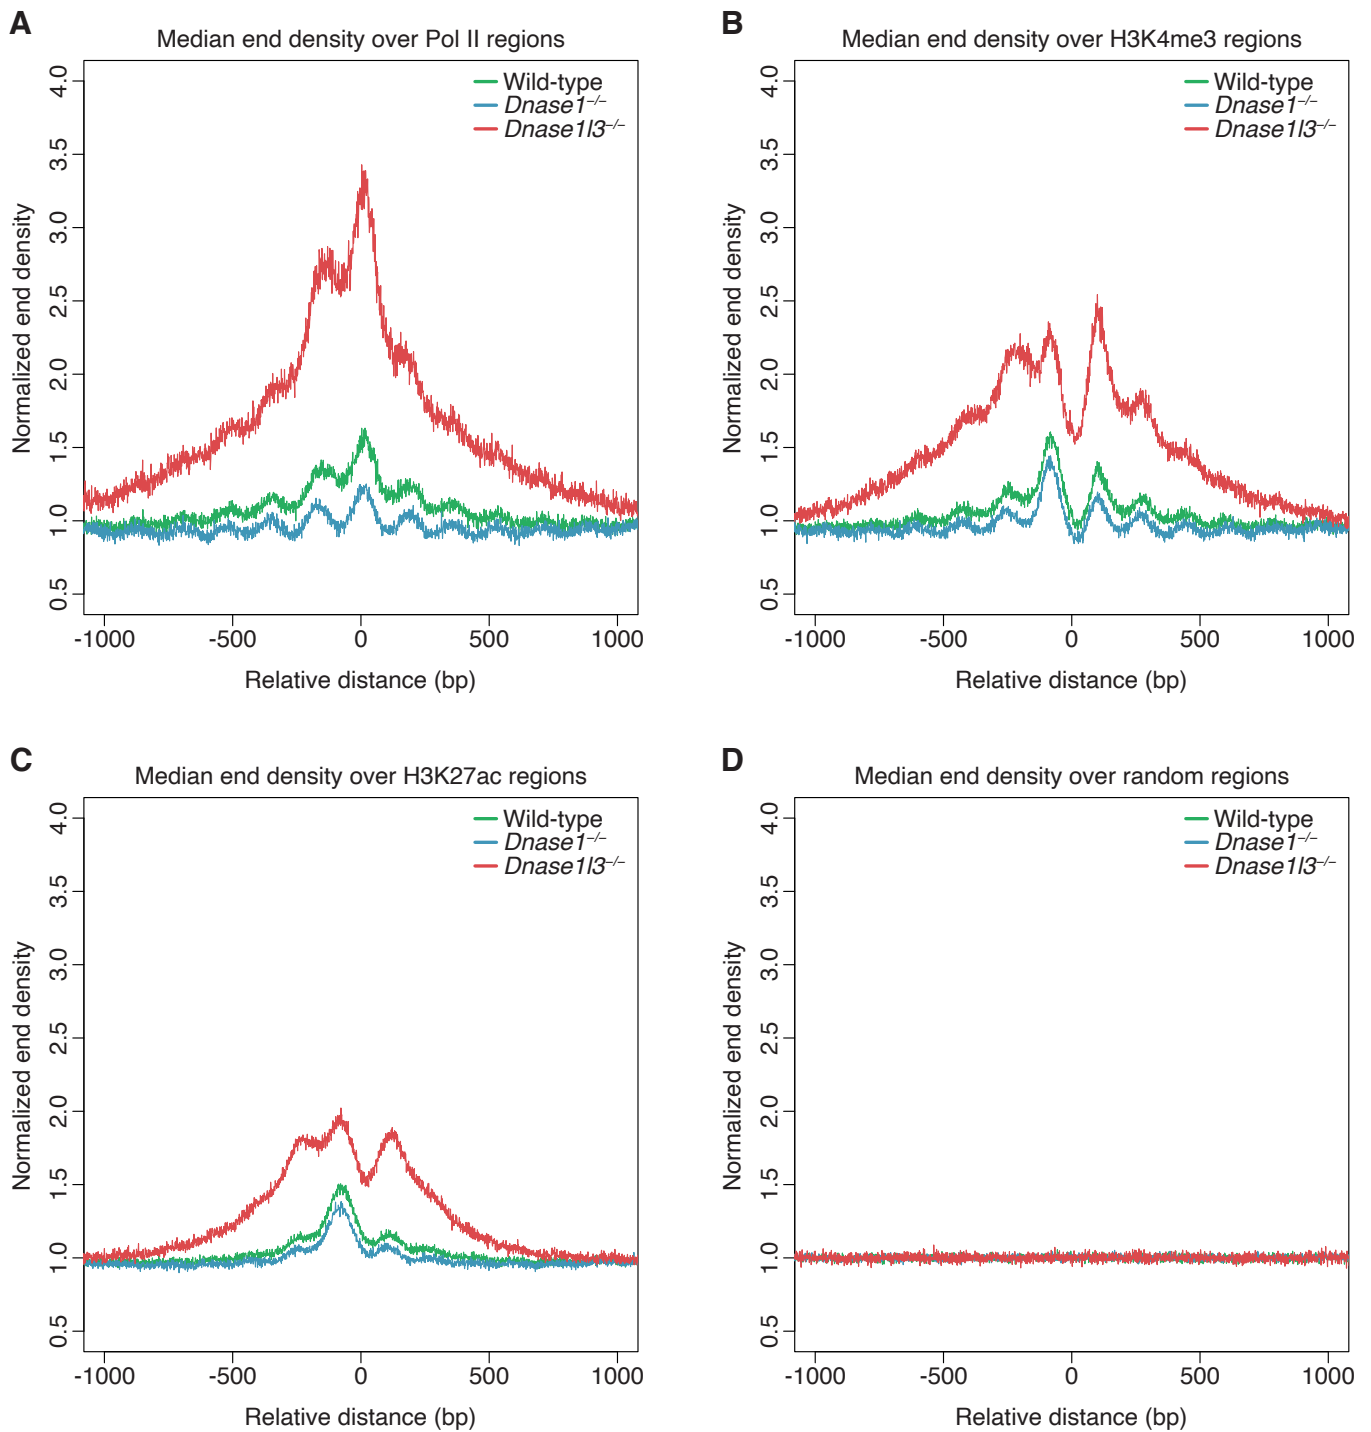 A
Median end density over Pol II regions
Wild-type
Dnase1−/−
Dnase1l3−/−
4.0
3.5
3.0
2.5
2.0
1.5
1.0
0.5
Normalized end density
-1000
-500
0
500
1000
Relative distance (bp)
B
Median end density over H3K4me3 regions
Wild-type
Dnase1−/−
Dnase1l3−/−
4.0
3.5
3.0
2.5
2.0
1.5
1.0
0.5
Normalized end density
-1000
-500
0
500
1000
Relative distance (bp)
C
Median end density over H3K27ac regions
Wild-type
Dnase1−/−
Dnase1l3−/−
4.0
3.5
3.0
2.5
2.0
1.5
1.0
0.5
Normalized end density
-1000
-500
0
500
1000
Relative distance (bp)
D
Median end density over random regions
Wild-type
Dnase1−/−
Dnase1l3−/−
4.0
3.5
3.0
2.5
2.0
1.5
1.0
0.5
Normalized end density
-1000
-500
0
500
1000
Relative distance (bp)